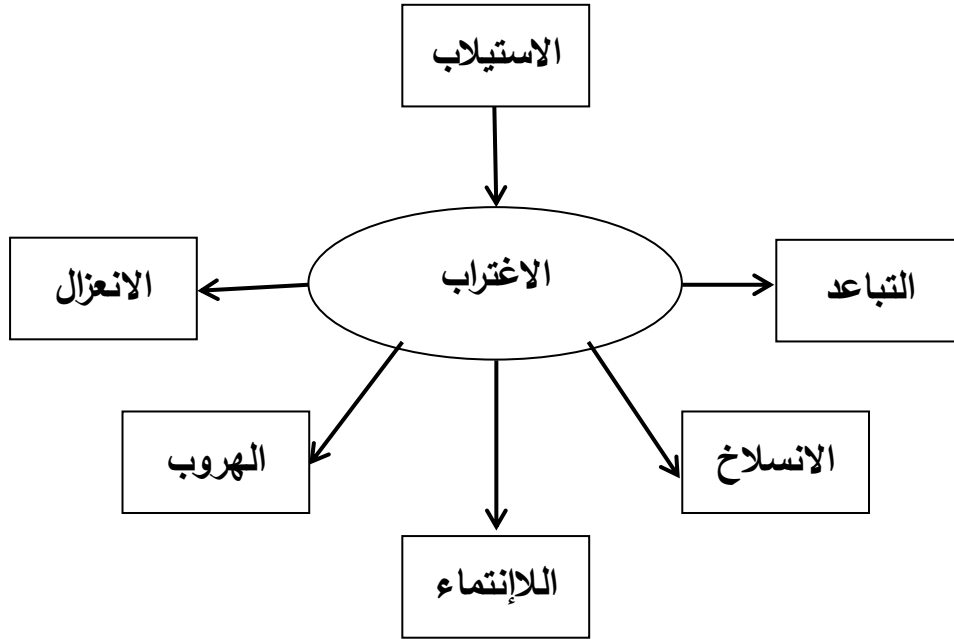 الاستيلاب
الاغتراب
التباعد
الانعزال
الانسلاخ
الهروب
اللاإنتماء